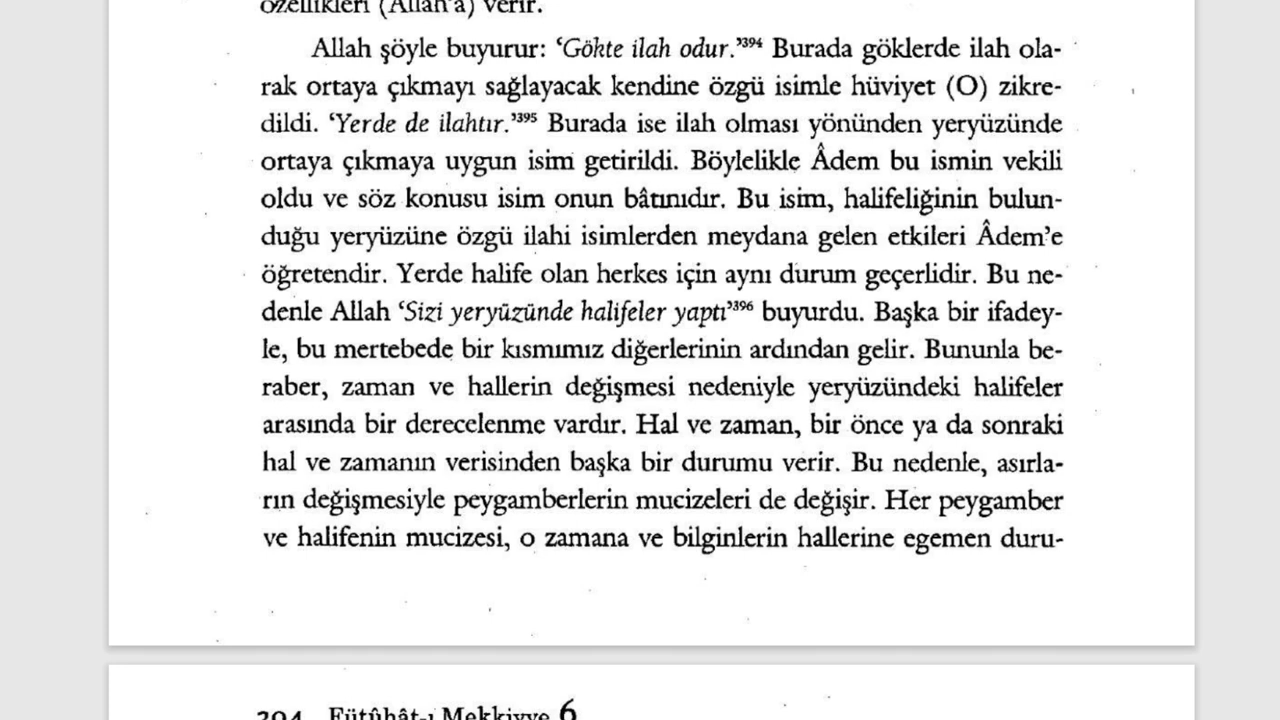 özellikleri (Allah'a) verir.
Allah şöyle buyurur: ‘Gökte ilah odur.’³⁹⁴ Burada göklerde ilah ola-
rak ortaya çıkmayı sağlayacak kendine özgü isimle hüviyet (O) zikre-
dildi. ‘Yerde de ilahtır.’³⁹⁵ Burada ise ilah olması yönünden yeryüzünde
ortaya çıkmaya uygun isim getirildi. Böylelikle Âdem bu ismin vekili
oldu ve söz konusu isim onun bâtınıdır. Bu isim, halifeliğinin bulun-
duğu yeryüzüne özgü ilahi isimlerden meydana gelen etkileri Âdem’e
öğretendir. Yerde halife olan herkes için aynı durum geçerlidir. Bu ne-
denle Allah ‘Sizi yeryüzünde halifeler yaptı’³⁹⁶ buyurdu. Başka bir ifadey-
le, bu mertebede bir kısmımız diğerlerinin ardından gelir. Bununla be-
raber, zaman ve hallerin değişmesi nedeniyle yeryüzündeki halifeler
arasında bir derecelenme vardır. Hal ve zaman, bir önce ya da sonraki
hal ve zamanın verisinden başka bir durumu verir. Bu nedenle, asırla-
rın değişmesiyle peygamberlerin mucizeleri de değişir. Her peygamber
ve halifenin mucizesi, o zamana ve bilginlerin hallerine egemen duru-
204 Fütûhât-ı Mekkiyye 6